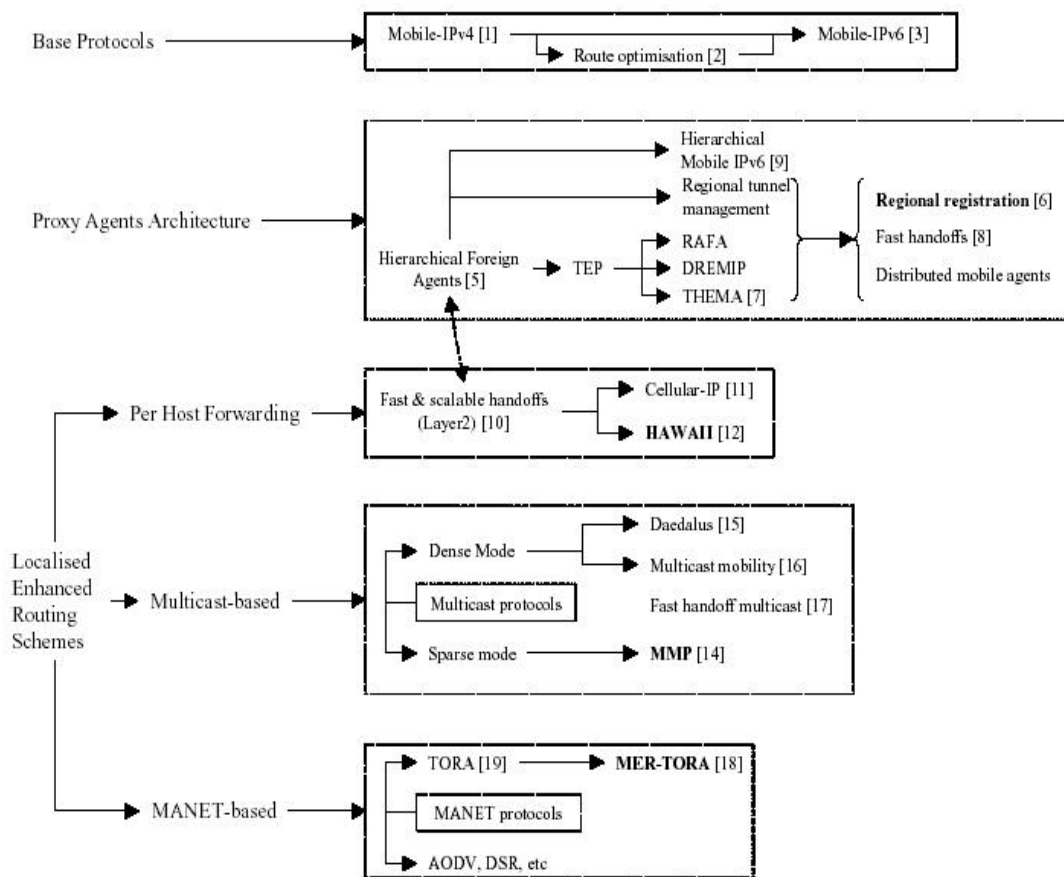 Base Protocols
Mobile-IPv4 [1]
Mobile-IPv6 [3]
Route optimisation [2]
Proxy Agents Architecture
Hierarchical
Mobile IPv6 [9]
Regional tunnel
management
RAFA
Hierarchical Foreign
Agents [5]
TEP
DREMIP
THEMA [7]
Regional registration [6]
Fast handoffs [8]
Distributed mobile agents
Localised
Enhanced
Routing
Schemes
Per Host Forwarding
Fast & scalable handoffs
(Layer2) [10]
Cellular-IP [11]
HAWAII [12]
Multicast-based
Dense Mode
Daedalus [15]
Multicast mobility [16]
Multicast protocols
Fast handoff multicast [17]
Sparse mode
MMP [14]
MANET-based
TORA [19]
MER-TORA [18]
MANET protocols
AODV, DSR, etc